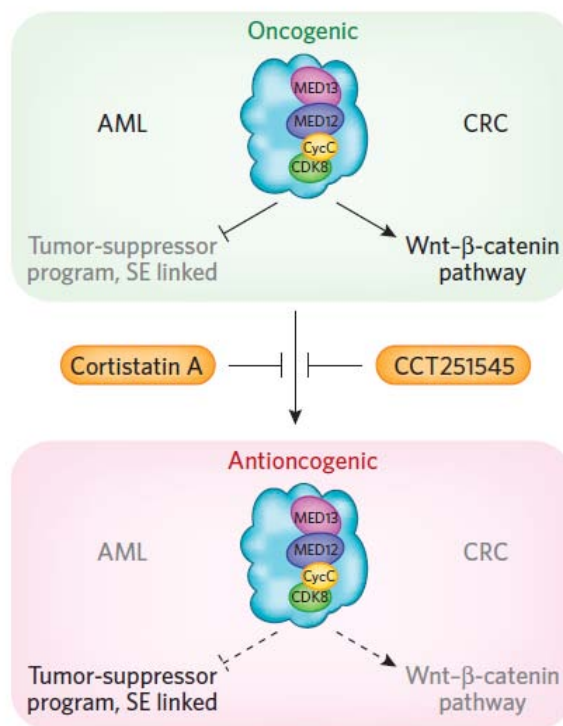 Oncogenic
AML
MED13
MED12
CycC
CDK8
CRC
Tumor-suppressor
program, SE linked
Wnt–β-catenin
pathway
Cortistatin A
CCT251545
Antioncogenic
AML
MED13
MED12
CycC
CDK8
CRC
Tumor-suppressor
program, SE linked
Wnt–β-catenin
pathway